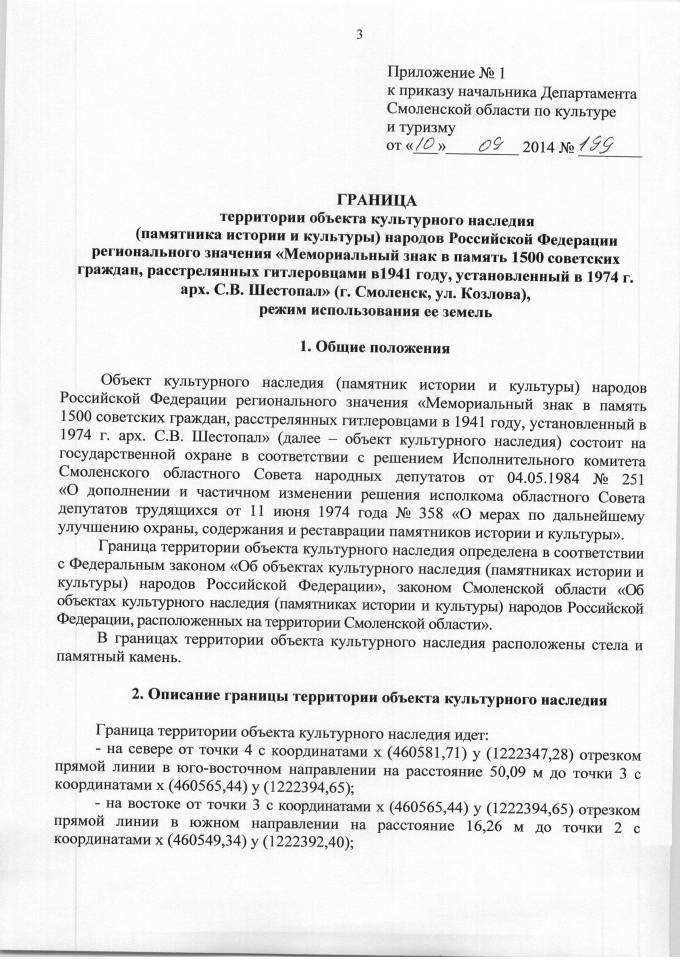 3
Приложение № 1
к приказу начальника Департамента
Смоленской области по культуре
и туризму
от «10» 09 2014 № 199
ГРАНИЦА
территории объекта культурного наследия
(памятника истории и культуры) народов Российской Федерации
регионального значения «Мемориальный знак в память 1500 советских
граждан, расстрелянных гитлеровцами в1941 году, установленный в 1974 г.
арх. С.В. Шестопал» (г. Смоленск, ул. Козлова),
режим использования ее земель
1. Общие положения
Объект культурного наследия (памятник истории и культуры) народов
Российской Федерации регионального значения «Мемориальный знак в память
1500 советских граждан, расстрелянных гитлеровцами в 1941 году, установленный в
1974 г. арх. С.В. Шестопал» (далее – объект культурного наследия) состоит на
государственной охране в соответствии с решением Исполнительного комитета
Смоленского областного Совета народных депутатов от 04.05.1984 № 251
«О дополнении и частичном изменении решения исполкома областного Совета
депутатов трудящихся от 11 июня 1974 года № 358 «О мерах по дальнейшему
улучшению охраны, содержания и реставрации памятников истории и культуры».
Граница территории объекта культурного наследия определена в соответствии
с Федеральным законом «Об объектах культурного наследия (памятниках истории и
культуры) народов Российской Федерации», законом Смоленской области «Об
объектах культурного наследия (памятниках истории и культуры) народов Российской
Федерации, расположенных на территории Смоленской области».
В границах территории объекта культурного наследия расположены стела и
памятный камень.
2. Описание границы территории объекта культурного наследия
Граница территории объекта культурного наследия идет:
- на севере от точки 4 с координатами х (460581,71) у (1222347,28) отрезком
прямой линии в юго-восточном направлении на расстояние 50,09 м до точки 3 с
координатами х (460565,44) у (1222394,65);
- на востоке от точки 3 с координатами х (460565,44) у (1222394,65) отрезком
прямой линии в южном направлении на расстояние 16,26 м до точки 2 с
координатами х (460549,34) у (1222392,40);